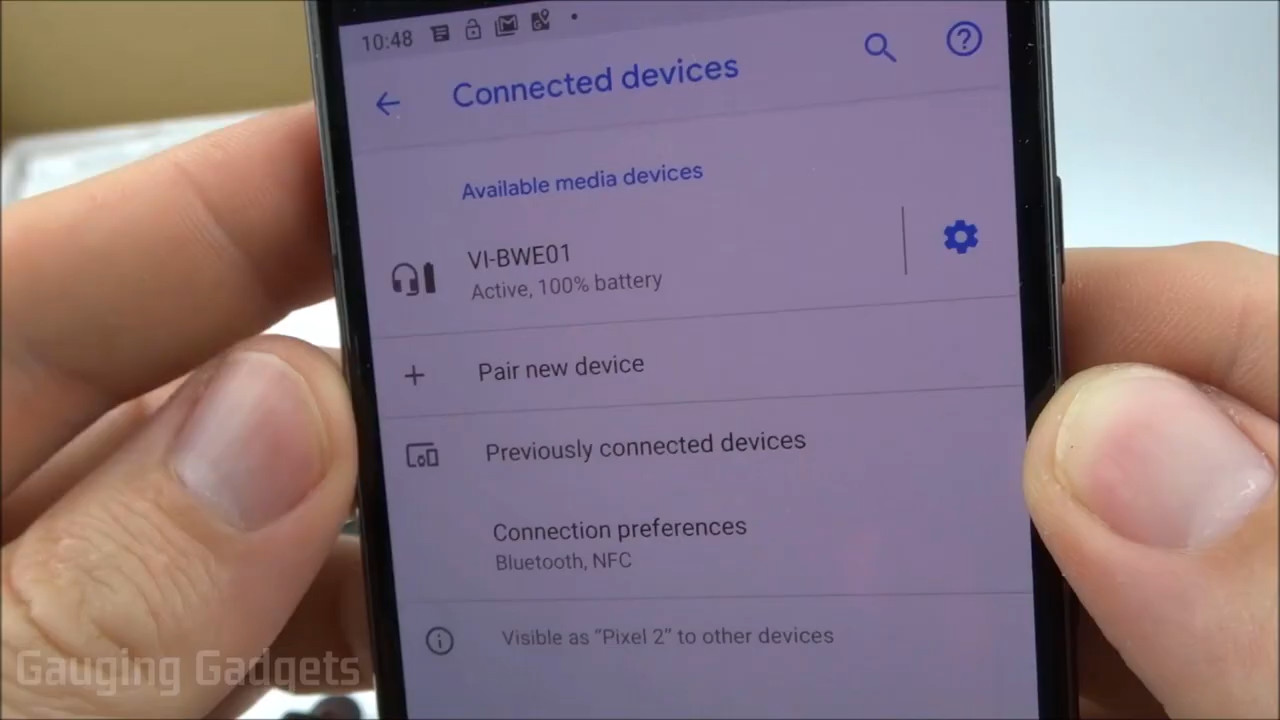 10:48
Connected devices
Available media devices
VI-BWE01
Active, 100% battery
Pair new device
Previously connected devices
Connection preferences
Bluetooth, NFC
Visible as “Pixel 2” to other devices
Gauging Gadgets